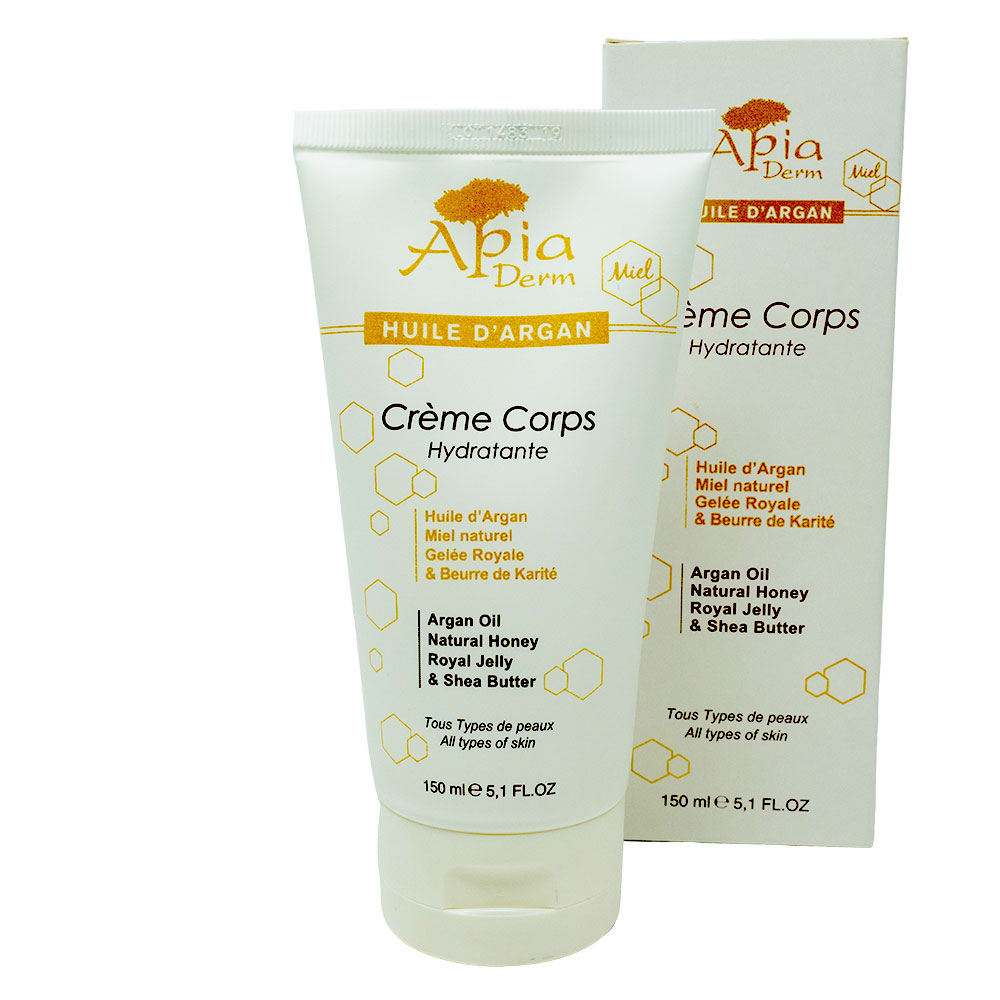 Apia
Derm
Miel
HUILE D'ARGAN
Crème Corps
Hydratante
Huile d'Argan
Miel naturel
Gelée Royale
& Beurre de Karité
Argan Oil
Natural Honey
Royal Jelly
& Shea Butter
Tous Types de peaux
All types of skin
150 ml e 5,1 FL.OZ
Apia
Derm
Miel
UILE D'ARGAN
ème Corps
Hydratante
Huile d'Argan
Miel naturel
Gelée Royale
& Beurre de Karité
Argan Oil
Natural Honey
Royal Jelly
& Shea Butter
Tous Types de peaux
All types of skin
150 ml e 5,1 FL.OZ